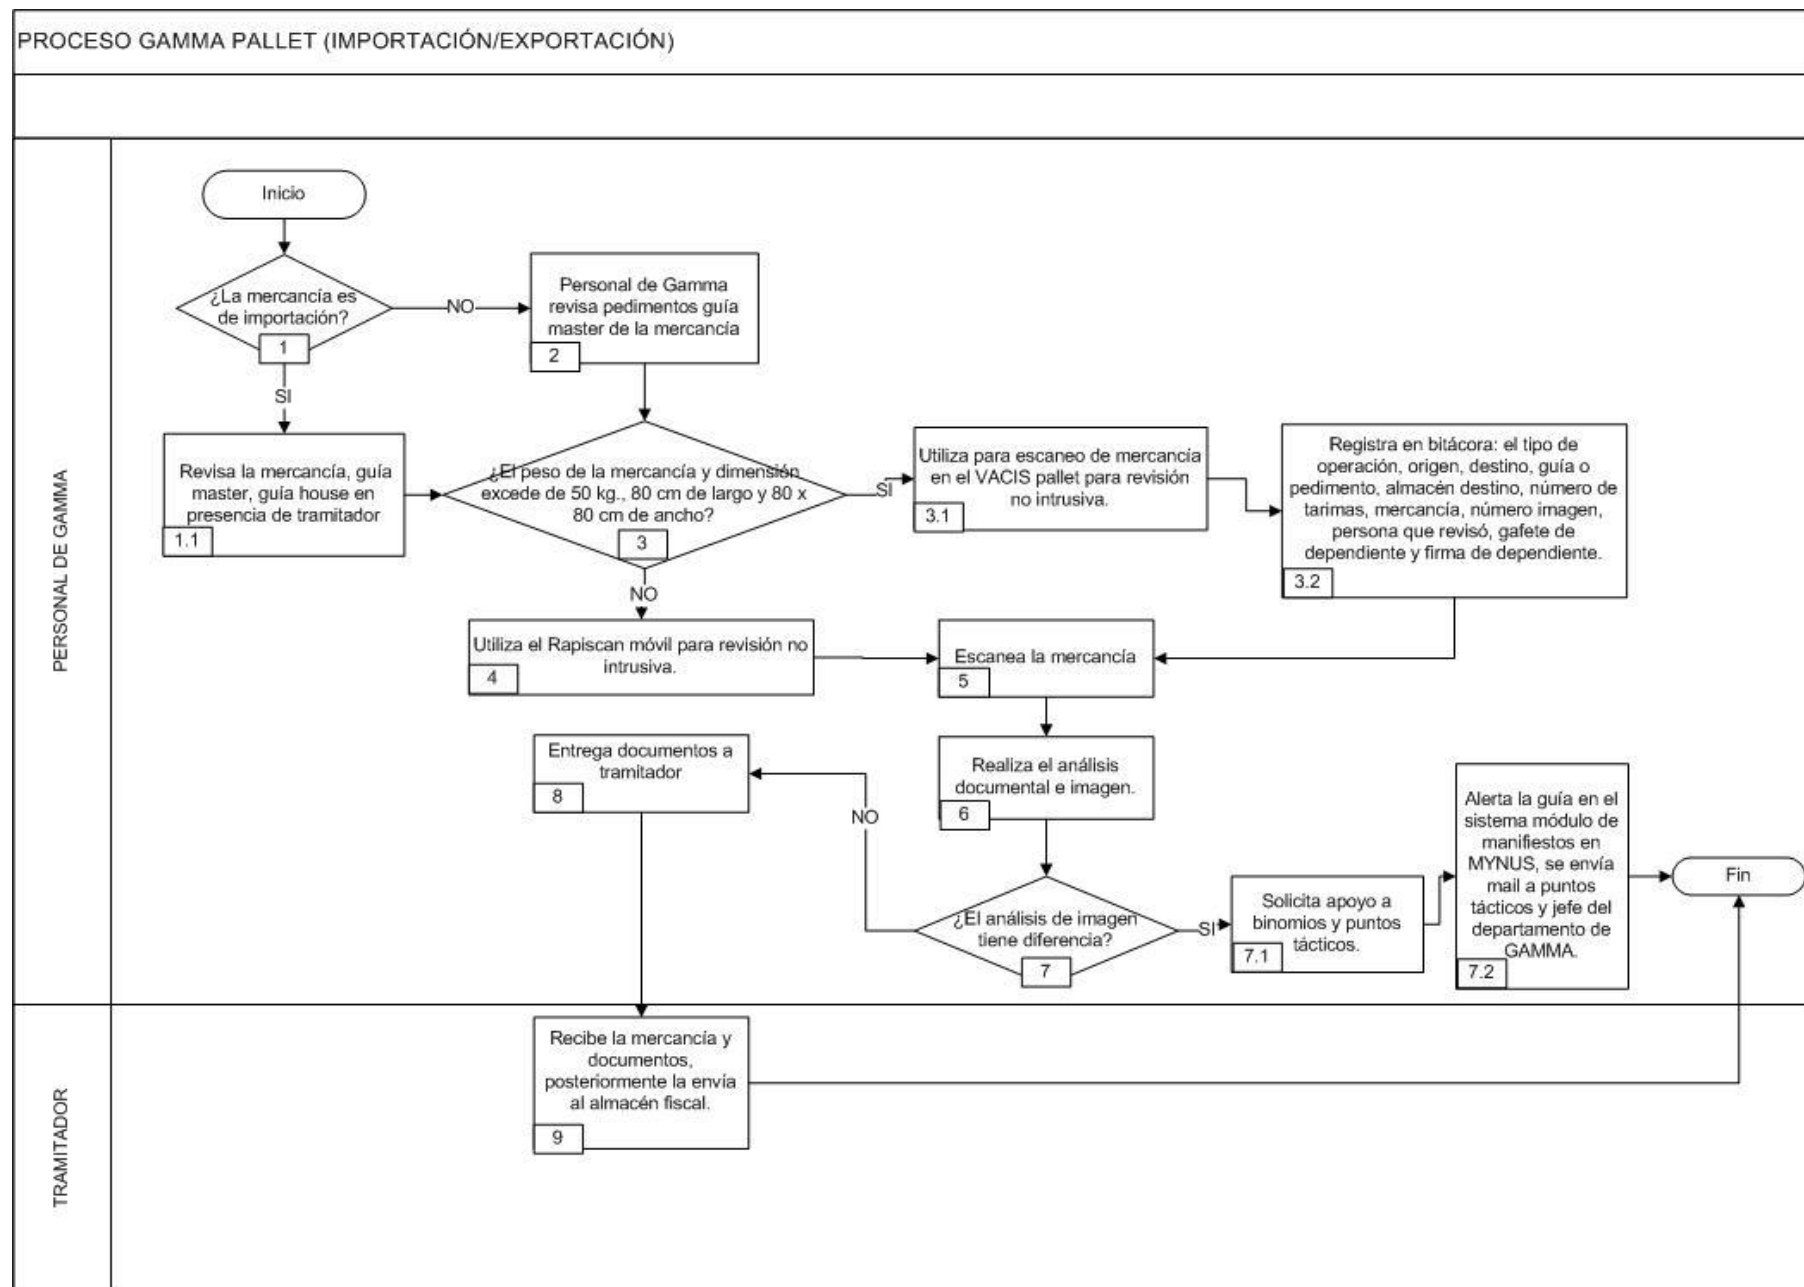 PROCESO GAMMA PALLET (IMPORTACIÓN/EXPORTACIÓN)
PERSONAL DE GAMMA
Inicio
¿La mercancía es
de importación?
1
NO
Personal de Gamma
revisa pedimentos guía
master de la mercancía
2
SI
Revisa la mercancía, guía
master, guía house en
presencia de tramitador
1.1
¿El peso de la mercancía y dimensión
excede de 50 kg., 80 cm de largo y 80 x
80 cm de ancho?
3
SI
Utiliza para escaneo de mercancía
en el VACIS pallet para revisión
no intrusiva.
3.1
Registra en bitácora: el tipo de
operación, origen, destino, guía o
pedimento, almacén destino, número de
tarimas, mercancía, número imagen,
persona que revisó, gafete de
dependiente y firma de dependiente.
3.2
NO
Utiliza el Rapiscan móvil para revisión no
intrusiva.
4
Escanea la mercancía
5
Realiza el análisis
documental e imagen.
6
¿El análisis de imagen
tiene diferencia?
7
NO
Entrega documentos a
tramitador
8
SI
Solicita apoyo a
binomios y puntos
tácticos.
7.1
Alerta la guía en el
sistema módulo de
manifiestos en
MYNUS, se envía
mail a puntos
tácticos y jefe del
departamento de
GAMMA.
7.2
Fin
TRAMITADOR
Recibe la mercancía y
documentos,
posteriormente la envía
al almacén fiscal.
9